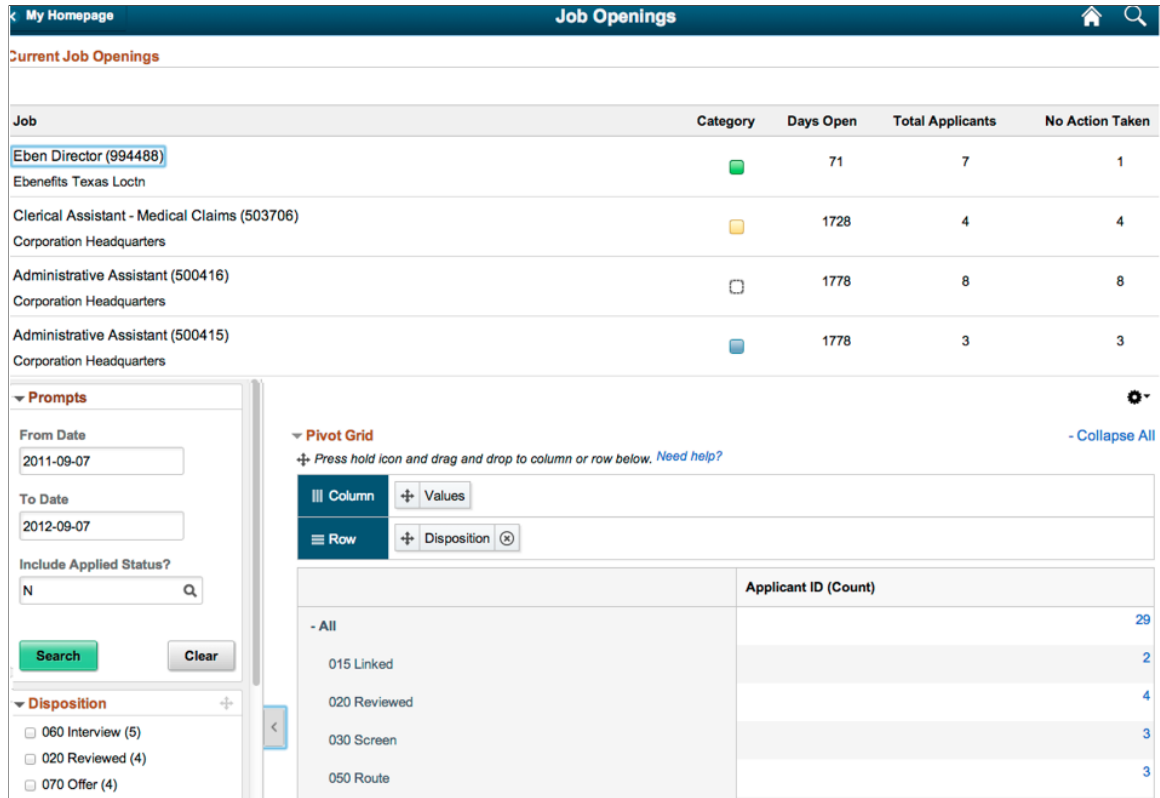 My Homepage Job Openings
Current Job Openings
Job Category Days Open Total Applicants No Action Taken
Eben Director (994488) 71 7 1
Ebenefits Texas Loctn
Clerical Assistant - Medical Claims (503706) 1728 4 4
Corporation Headquarters
Administrative Assistant (500416) 1778 8 8
Corporation Headquarters
Administrative Assistant (500415) 1778 3 3
Corporation Headquarters
Prompts
From Date
2011-09-07
To Date
2012-09-07
Include Applied Status?
N
Search Clear
Disposition
060 Interview (5)
020 Reviewed (4)
070 Offer (4)
Pivot Grid - Collapse All
Press hold icon and drag and drop to column or row below. Need help?
Column Values
Row Disposition
Applicant ID (Count)
- All 29
015 Linked 2
020 Reviewed 4
030 Screen 3
050 Route 3